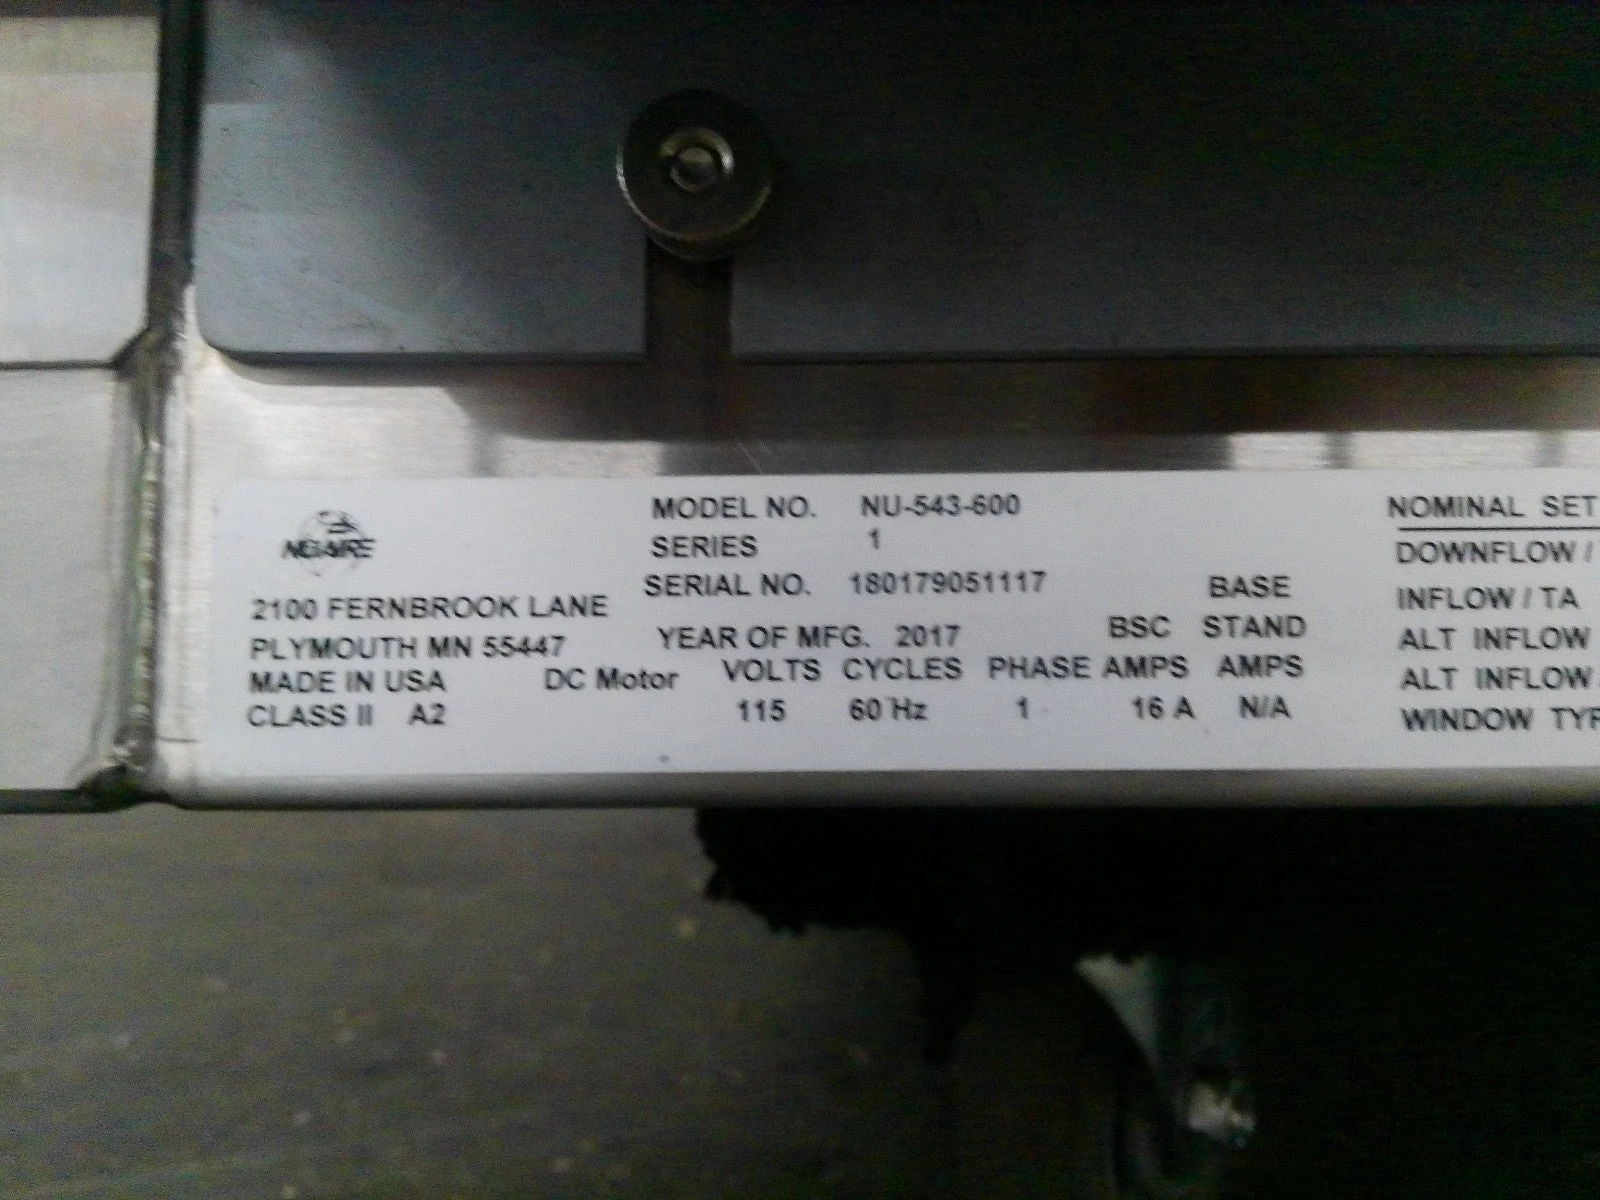 NUAIRE
2100 FERNBROOK LANE
PLYMOUTH MN 55447
MADE IN USA
CLASS II A2
DC Motor
MODEL NO. NU-543-600
SERIES 1
SERIAL NO. 180179051117
YEAR OF MFG. 2017
BASE
BSC STAND
VOLTS CYCLES PHASE AMPS AMPS
115 60 Hz 1 16 A N/A
NOMINAL SET
DOWNFLOW /
INFLOW / TA
ALT INFLOW
ALT INFLOW
WINDOW TYP